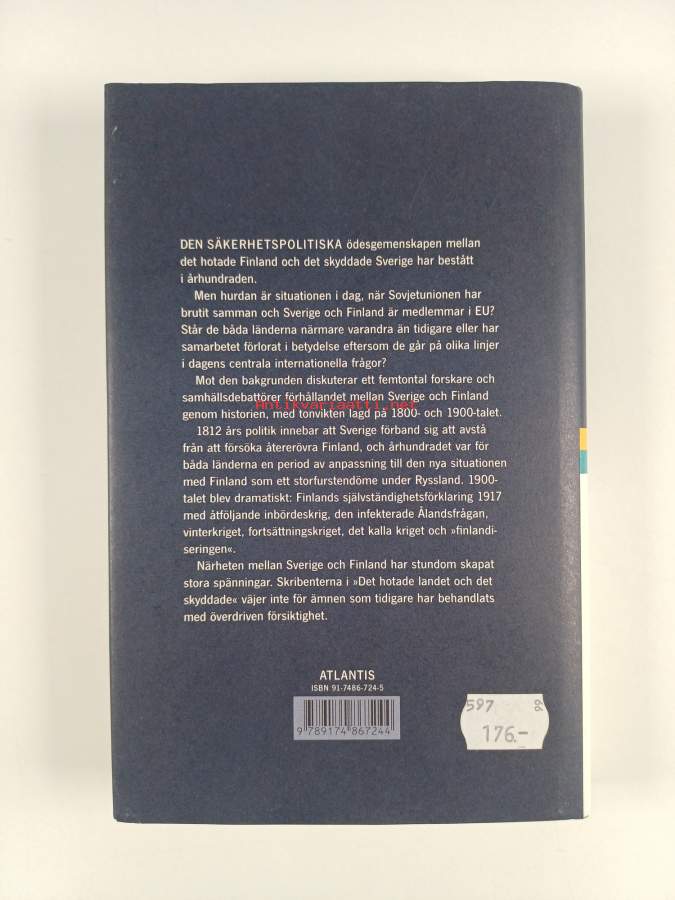 DEN SÄKERHETSPOLITISKA ödesgemenskapen mellan
det hotade Finland och det skyddade Sverige har bestått
i århundraden.
Men hurdan är situationen i dag, när Sovjetunionen har
brutit samman och Sverige och Finland är medlemmar i EU?
Står de båda länderna närmare varandra än tidigare eller har
samarbetet förlorat i betydelse eftersom de går på olika linjer
i dagens centrala internationella frågor?
Mot den bakgrunden diskuterar ett femtontal forskare och
samhällsdebattörer förhållandet mellan Sverige och Finland
Antikvariaatti.net
genom historien, med tonvikten lagd på 1800- och 1900-talet.
1812 års politik innebar att Sverige förband sig att avstå
från att försöka återerövra Finland, och århundradet var för
båda länderna en period av anpassning till den nya situationen
med Finland som ett storfurstendöme under Ryssland. 1900-
talet blev dramatiskt: Finlands självständighetsförklaring 1917
med åtföljande inbördeskrig, den infekterade Ålandsfrågan,
vinterkriget, fortsättningskriget, det kalla kriget och »finlandi-
seringen«.
Närheten mellan Sverige och Finland har stundom skapat
stora spänningar. Skribenterna i »Det hotade landet och det
skyddade« väjer inte för ämnen som tidigare har behandlats
med överdriven försiktighet.
ATLANTIS
ISBN 91-7486-724-5
9 789174 867244
597 99
176.-